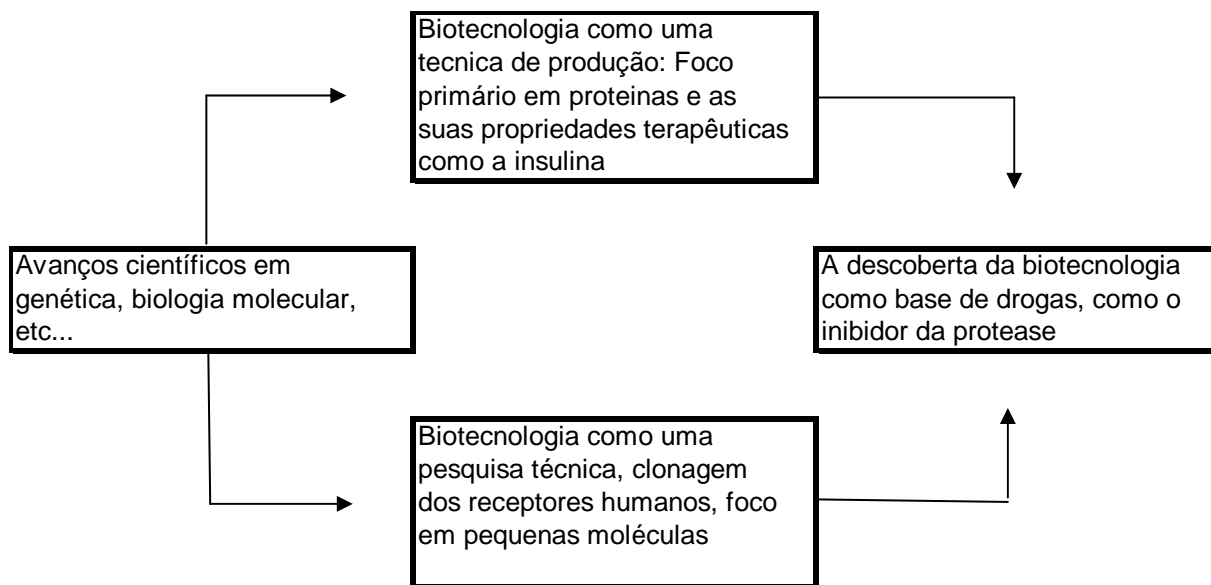 Biotecnologia como uma
tecnica de produção: Foco
primário em proteinas e as
suas propriedades terapêuticas
como a insulina
Avanços científicos em
genética, biologia molecular,
etc...
A descoberta da biotecnologia
como base de drogas, como o
inibidor da protease
Biotecnologia como uma
pesquisa técnica, clonagem
dos receptores humanos, foco
em pequenas moléculas